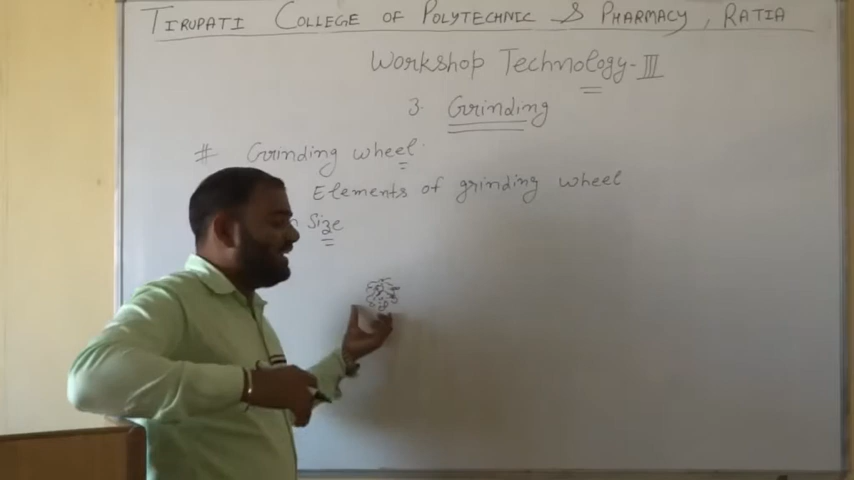 TIRUPATI COLLEGE OF POLYTECHNIC & PHARMACY, RATIA
Workshop Technology-III
3. Grinding
# Grinding wheel
Elements of grinding wheel
Size